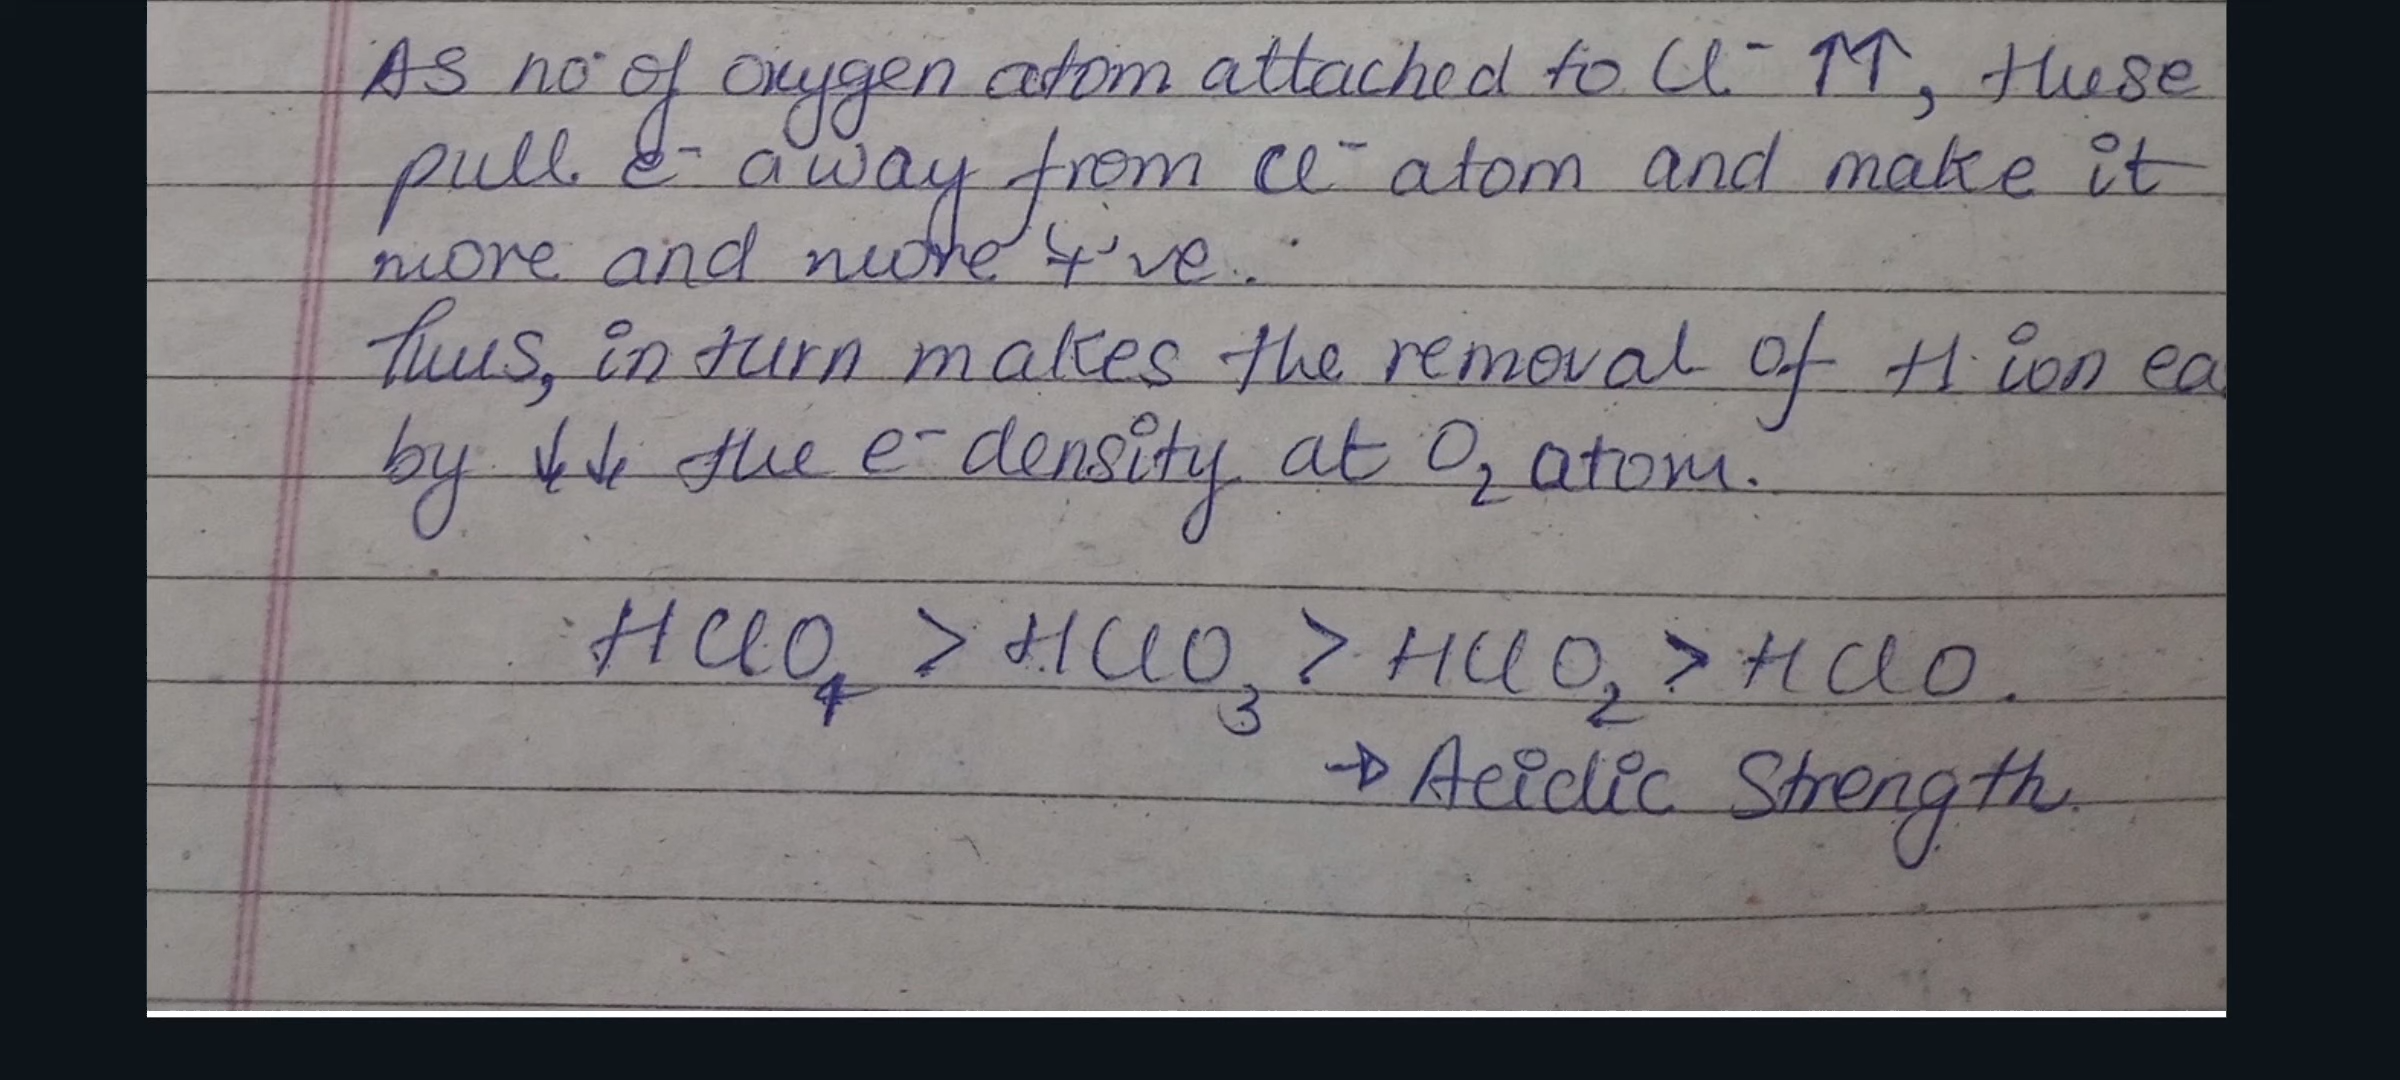 As no of oxygen atom attached to Cl⁻ ↑↑, these
pull e⁻ away from Cl⁻ atom and make it
more and more +ve.
Thus, in turn makes the removal of H ion ea
by ↓↓ the e⁻ density at O₂ atom.
HClO₄ > HClO₃ > HClO₂ > HClO.
→ Acidic Strength.